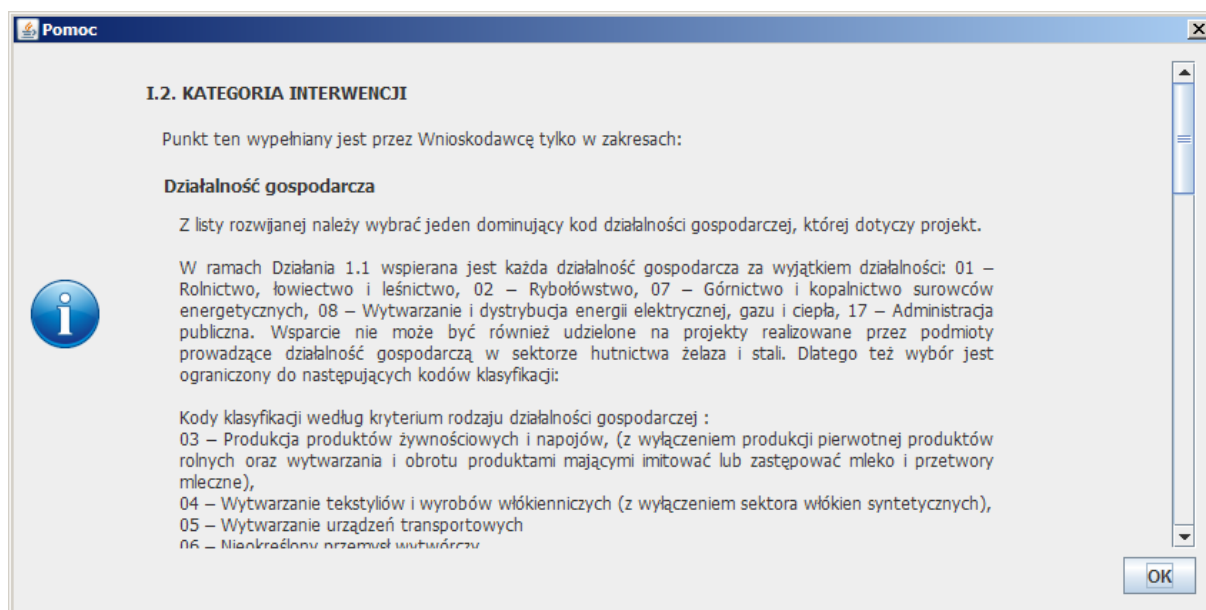 Pomoc
I.2. KATEGORIA INTERWENCJI
Punkt ten wypełniany jest przez Wnioskodawcę tylko w zakresach:
Działalność gospodarcza
Z listy rozwijanej należy wybrać jeden dominujący kod działalności gospodarczej, której dotyczy projekt.
W ramach Działania 1.1 wspierana jest każda działalność gospodarcza za wyjątkiem działalności: 01 –
Rolnictwo, łowiectwo i leśnictwo, 02 – Rybołówstwo, 07 – Górnictwo i kopalnictwo surowców
energetycznych, 08 – Wytwarzanie i dystrybucja energii elektrycznej, gazu i ciepła, 17 – Administracja
publiczna. Wsparcie nie może być również udzielone na projekty realizowane przez podmioty
prowadzące działalność gospodarczą w sektorze hutnictwa żelaza i stali. Dlatego też wybór jest
ograniczony do następujących kodów klasyfikacji:
Kody klasyfikacji według kryterium rodzaju działalności gospodarczej :
03 – Produkcja produktów żywnościowych i napojów, (z wyłączeniem produkcji pierwotnej produktów
rolnych oraz wytwarzania i obrotu produktami mającymi imitować lub zastępować mleko i przetwory
mleczne),
04 – Wytwarzanie tekstyliów i wyrobów włókienniczych (z wyłączeniem sektora włókien syntetycznych),
05 – Wytwarzanie urządzeń transportowych
06 – Nieokreślony przemysł wytwórczy
OK